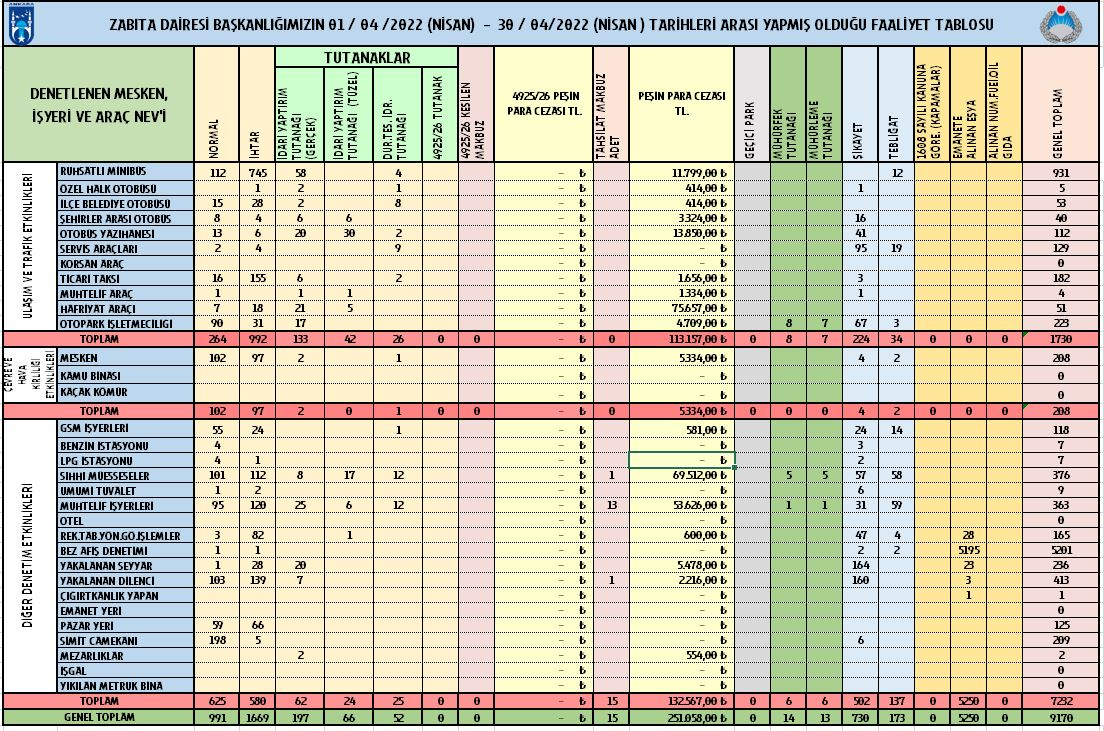 ZABITA DAİRESİ BAŞKANLIĞIMIZIN 01 / 04 /2022 (NİSAN) - 30 / 04/2022 (NİSAN ) TARİHLERİ ARASI YAPMIŞ OLDUĞU FAALİYET TABLOSU
DENETLENEN MESKEN, İŞYERİ VE ARAÇ NEV'İ
NORMAL
İHTAR
TUTANAKLAR
İDARİ YAPTIRIM TUTANAĞI (GERÇEK)
İDARİ YAPTIRIM TUTANAĞI (TÜZEL)
DUR.TES. İDR. TUTANAĞI
4925/26 TUTANAK
4925/26 KESİLEN MAKBUZ
4925/26 PEŞİN PARA CEZASI TL.
TAHSİLAT MAKBUZ ADET
PEŞİN PARA CEZASI TL.
GEÇİCİ PARK
MÜHÜRFEK TUTANAĞI
MÜHÜRLEME TUTANAĞI
ŞİKAYET
TEBLİGAT
1608 SAYILI KANUNA GÖRE. (KAPAMALAR)
EMANETE ALINAN EŞYA
ALINAN NUM.FUEL.OİL GIDA
GENEL TOPLAM
ULAŞIM VE TRAFİK ETKİNLİKLERİ
RUHSATLI MİNİBÜS 112 745 58 4 - ₺ 11.799,00 ₺ 12 931
ÖZEL HALK OTOBÜSÜ 1 2 1 - ₺ 414,00 ₺ 1 5
İLÇE BELEDİYE OTOBÜSÜ 15 28 2 8 - ₺ 414,00 ₺ 53
ŞEHİRLER ARASI OTOBÜS 8 4 6 6 - ₺ 3.324,00 ₺ 16 40
OTOBÜS YAZIHANESİ 13 6 20 30 2 - ₺ 13.850,00 ₺ 41 112
SERVİS ARAÇLARI 2 4 9 - ₺ - ₺ 95 19 129
KORSAN ARAÇ - ₺ - ₺ 0
TİCARİ TAKSİ 16 155 6 2 - ₺ 1.656,00 ₺ 3 182
MUHTELİF ARAÇ 1 1 1 - ₺ 1.334,00 ₺ 1 4
HAFRİYAT ARAÇI 7 18 21 5 - ₺ 75.657,00 ₺ 51
OTOPARK İŞLETMECİLİĞİ 90 31 17 - ₺ 4.709,00 ₺ 8 7 67 3 223
TOPLAM 264 992 133 42 26 0 0 - ₺ 0 113.157,00 ₺ 0 8 7 224 34 0 0 0 1730
ÇEVRE VE HAVA KİRLİLİĞİ ETKİNLİKLERİ
MESKEN 102 97 2 1 - ₺ 5334,00 ₺ 4 2 208
KAMU BİNASI - ₺ - ₺ 0
KAÇAK KÖMÜR - ₺ - ₺ 0
TOPLAM 102 97 2 0 1 0 0 - ₺ 0 5334,00 ₺ 0 0 0 4 2 0 0 0 208
DİĞER DENETİM ETKİNLİKLERİ
GSM İŞYERLERİ 55 24 1 - ₺ 581,00 ₺ 24 14 118
BENZİN İSTASYONU 4 - ₺ - ₺ 3 7
LPG İSTASYONU 4 1 - ₺ - ₺ 2 7
SIHHİ MÜESSESELER 101 112 8 17 12 - ₺ 1 69.512,00 ₺ 5 5 57 58 376
UMUMİ TUVALET 1 2 - ₺ - ₺ 6 9
MUHTELİF İŞYERLERİ 95 120 25 6 12 - ₺ 13 53.626,00 ₺ 1 1 31 59 363
OTEL - ₺ - ₺ 0
REK.TAB.YÖN.GÖ.İŞLEMLER 3 82 1 - ₺ 600,00 ₺ 47 4 28 165
BEZ AFİŞ DENETİMİ 1 1 - ₺ - ₺ 2 2 5195 5201
YAKALANAN SEYYAR 1 28 20 - ₺ 5.478,00 ₺ 164 23 236
YAKALANAN DİLENCİ 103 139 7 - ₺ 1 2.216,00 ₺ 160 3 413
ÇIĞIRTKANLIK YAPAN - ₺ - ₺ 1 1
EMANET YERİ - ₺ - ₺ 0
PAZAR YERİ 59 66 - ₺ - ₺ 125
SİMİT CAMEKANI 198 5 - ₺ - ₺ 6 209
MEZARLIKLAR 2 - ₺ 554,00 ₺ 2
İŞGAL - ₺ - ₺ 0
YIKILAN METRUK BİNA - ₺ - ₺ 0
TOPLAM 625 580 62 24 25 0 0 - ₺ 15 132.567,00 ₺ 0 6 6 502 137 0 5250 0 7232
GENEL TOPLAM 991 1669 197 66 52 0 0 - ₺ 15 251.058,00 ₺ 0 14 13 730 173 0 5250 0 9170